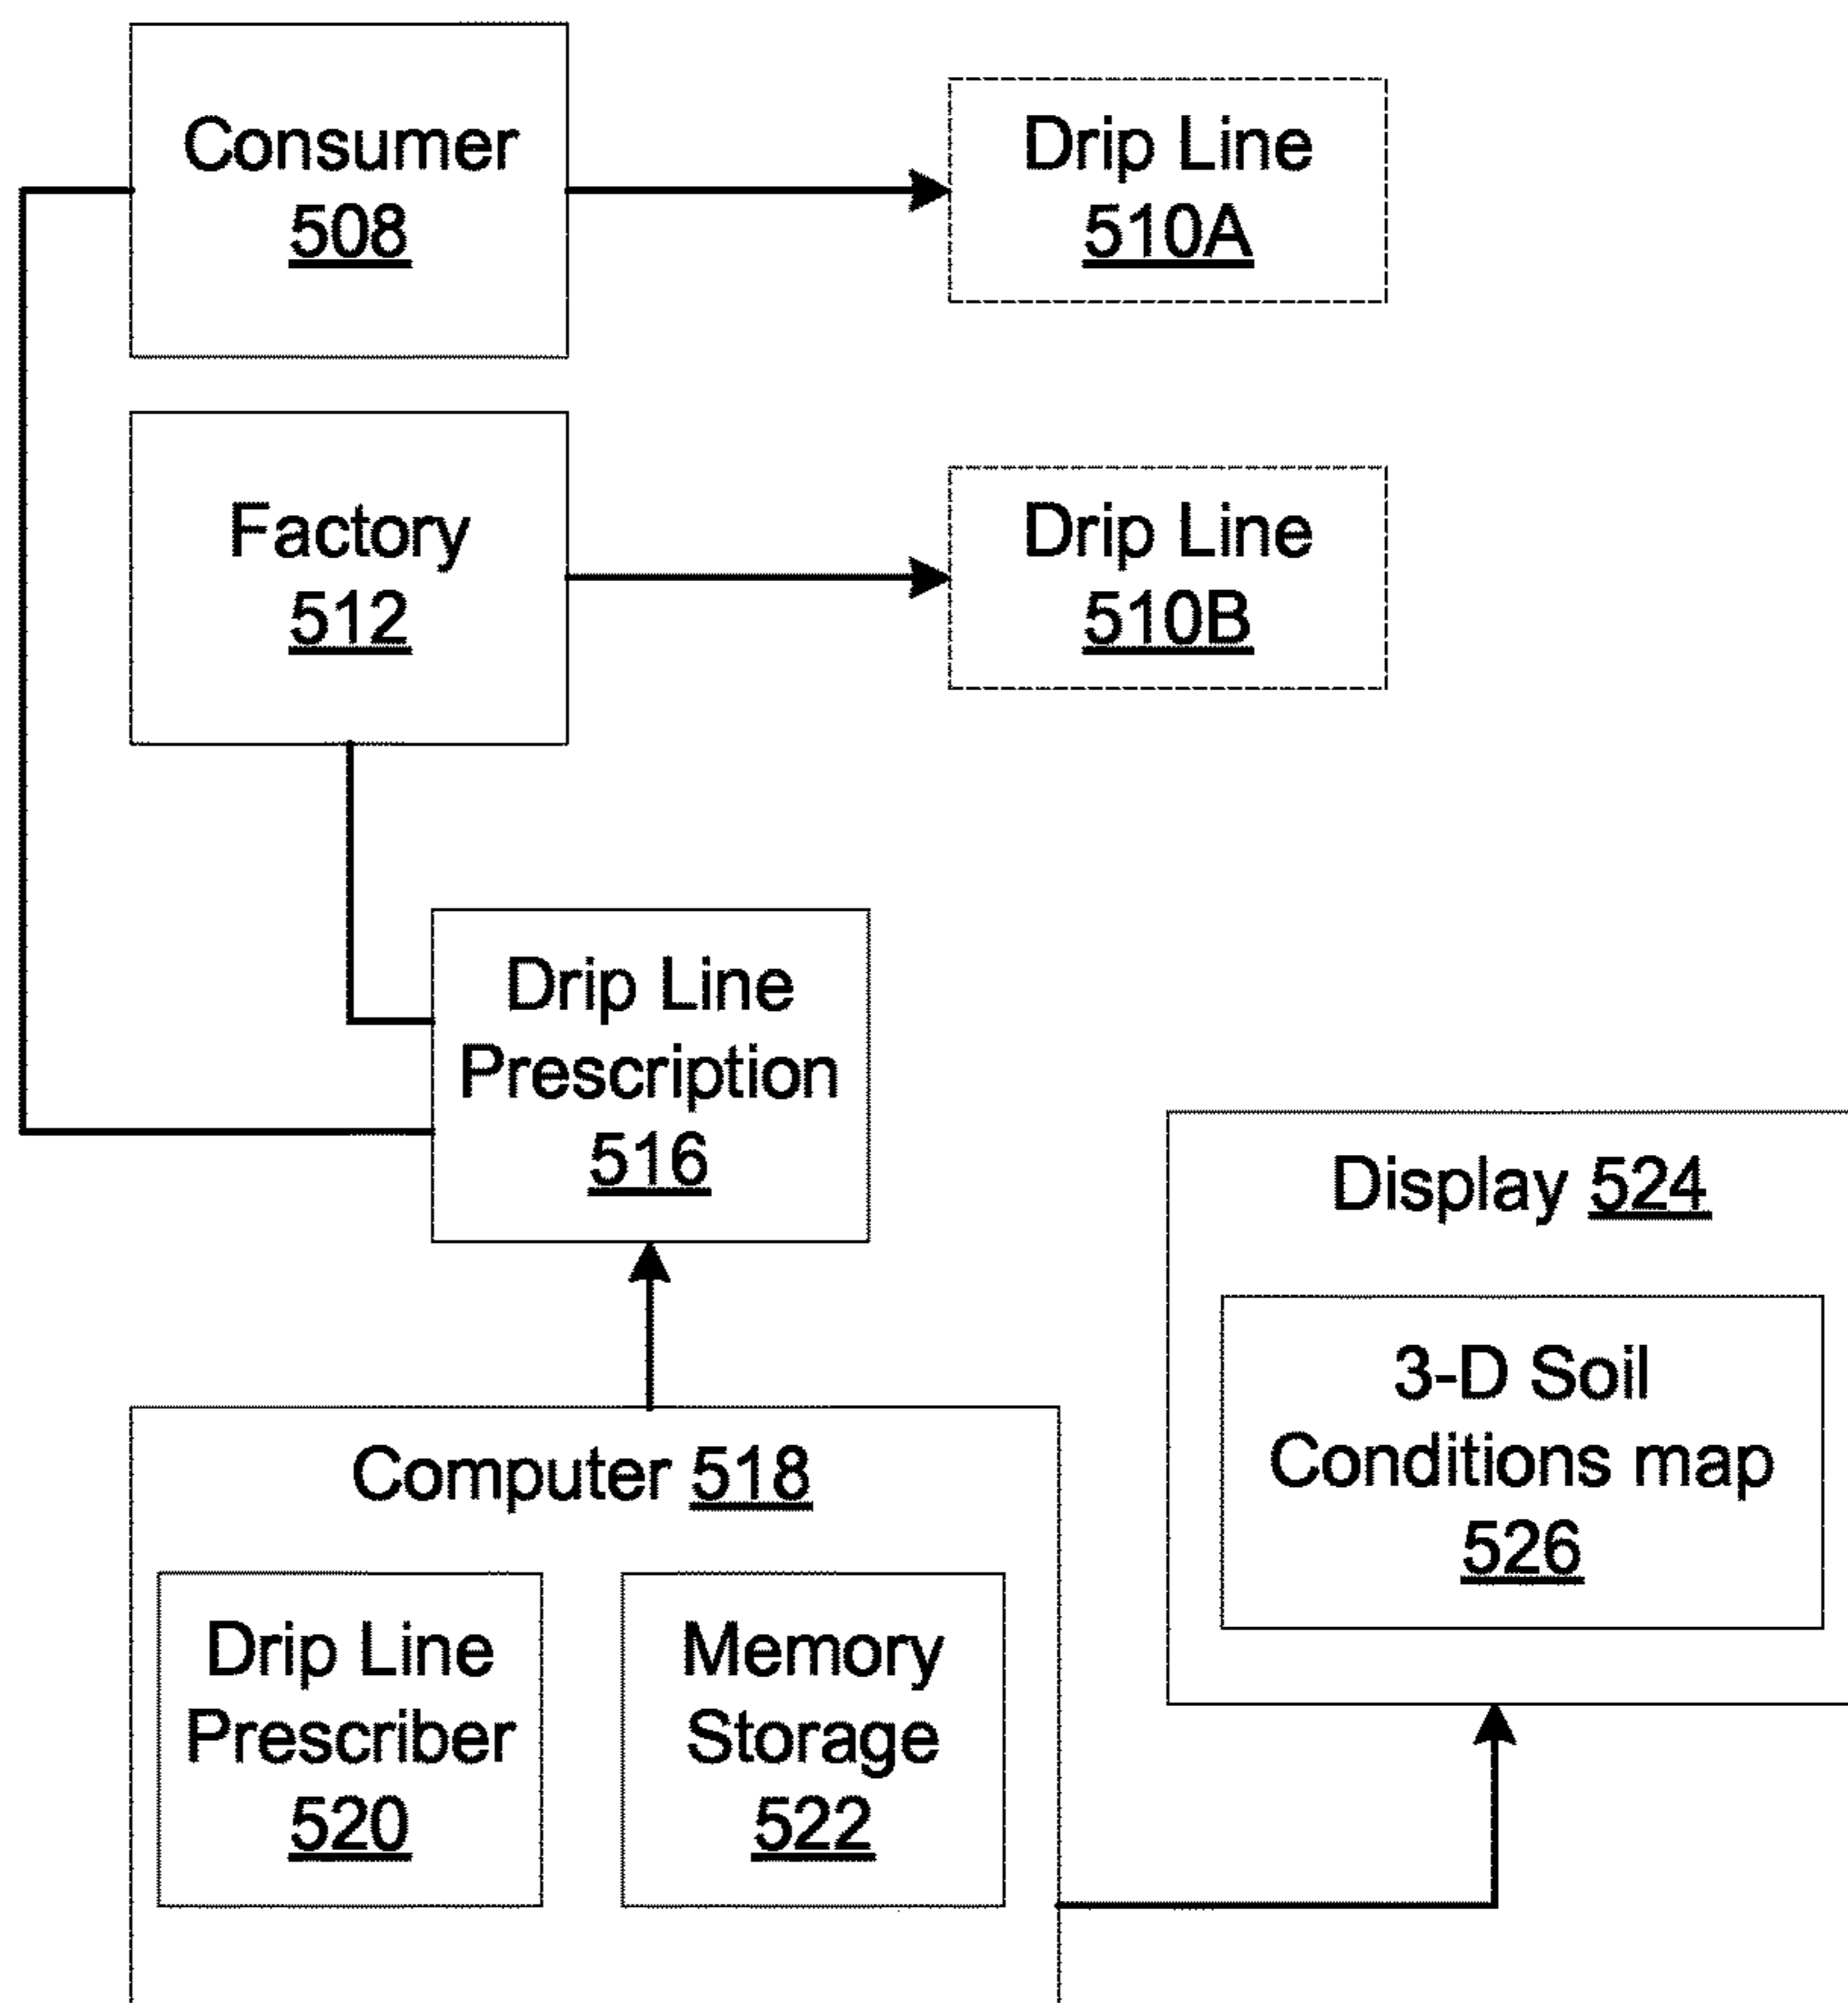 Consumer
508
Drip Line
510A
Factory
512
Drip Line
510B
Drip Line
Prescription
516
Display 524
3-D Soil
Conditions map
526
Computer 518
Drip Line
Prescriber
520
Memory
Storage
522